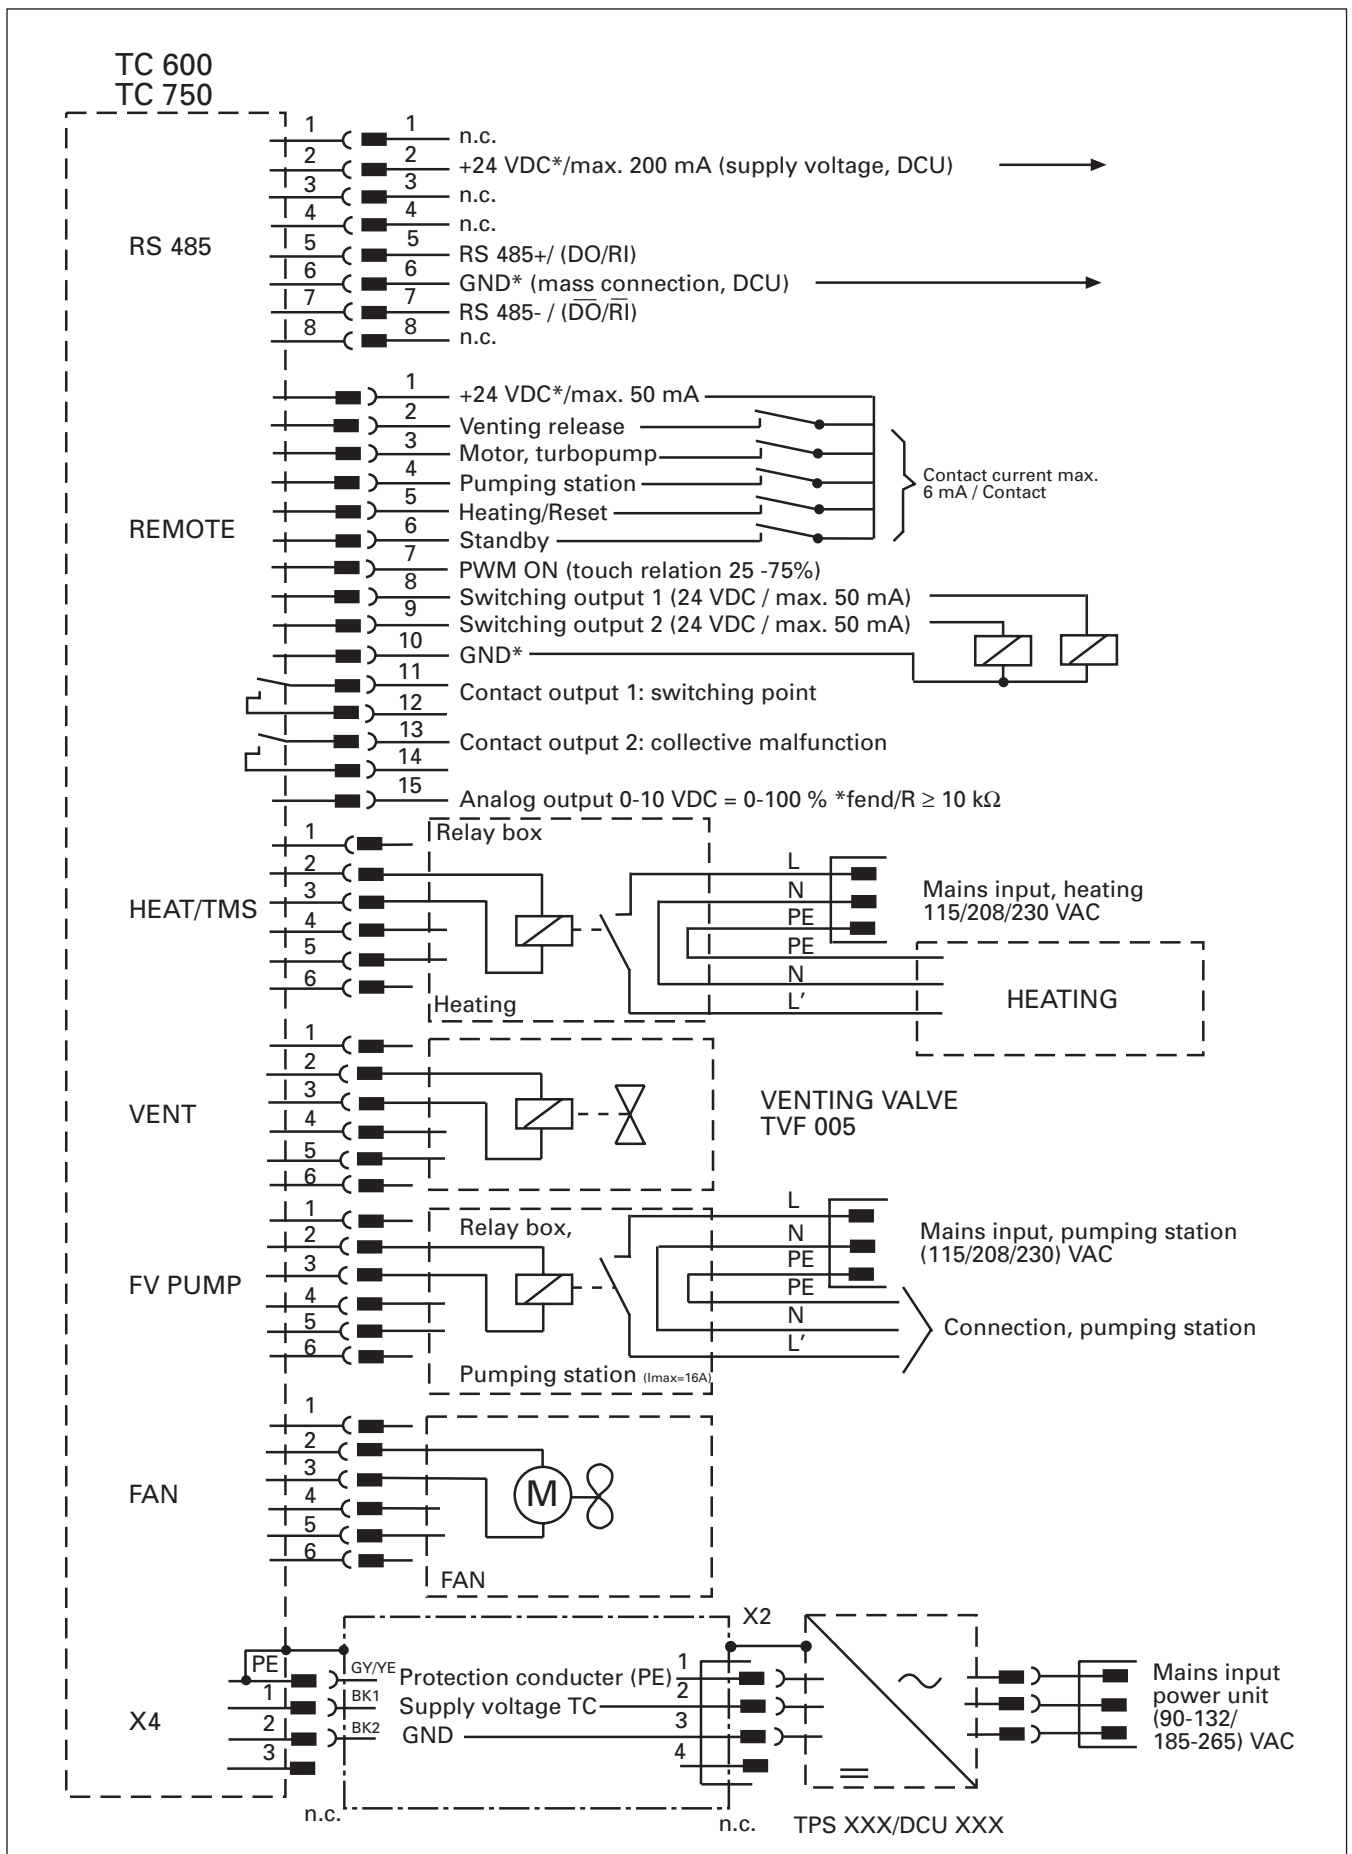 TC 600
TC 750
RS 485
1 1 n.c.
2 2 +24 VDC*/max. 200 mA (supply voltage, DCU)
3 3 n.c.
4 4 n.c.
5 5 RS 485+/ (DO/RI)
6 6 GND* (mass connection, DCU)
7 7 RS 485- / (D̅O̅/R̅I̅)
8 8 n.c.
REMOTE
1 +24 VDC*/max. 50 mA
2 Venting release
3 Motor, turbopump
4 Pumping station
5 Heating/Reset
6 Standby
Contact current max.
6 mA / Contact
7 PWM ON (touch relation 25 -75%)
8 Switching output 1 (24 VDC / max. 50 mA)
9 Switching output 2 (24 VDC / max. 50 mA)
10 GND*
11
Contact output 1: switching point
12
13 Contact output 2: collective malfunction
14
15 Analog output 0-10 VDC = 0-100 % *fend/R ≥ 10 kΩ
HEAT/TMS
1
2
3
4
5
6
Relay box
Heating
L
N
PE
PE
N
L'
Mains input, heating
115/208/230 VAC
HEATING
VENT
1
2
3
4
5
6
VENTING VALVE
TVF 005
FV PUMP
1
2
3
4
5
6
Relay box,
Pumping station (Imax=16A)
L
N
PE
PE
N
L'
Mains input, pumping station
(115/208/230) VAC
Connection, pumping station
FAN
1
2
3
4
5
6
M
FAN
X4
PE GY/YE Protection conducter (PE) 1
1 BK1 Supply voltage TC 2
2 BK2 GND 3
3 4
n.c.
X2
n.c.
TPS XXX/DCU XXX
Mains input
power unit
(90-132/
185-265) VAC